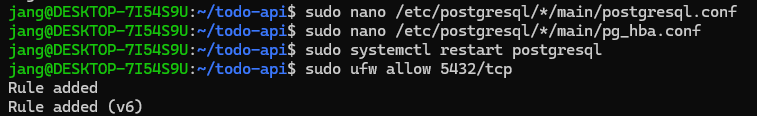 jang@DESKTOP-7I54S9U:~/todo-api$ sudo nano /etc/postgresql/*/main/postgresql.conf
jang@DESKTOP-7I54S9U:~/todo-api$ sudo nano /etc/postgresql/*/main/pg_hba.conf
jang@DESKTOP-7I54S9U:~/todo-api$ sudo systemctl restart postgresql
jang@DESKTOP-7I54S9U:~/todo-api$ sudo ufw allow 5432/tcp
Rule added
Rule added (v6)